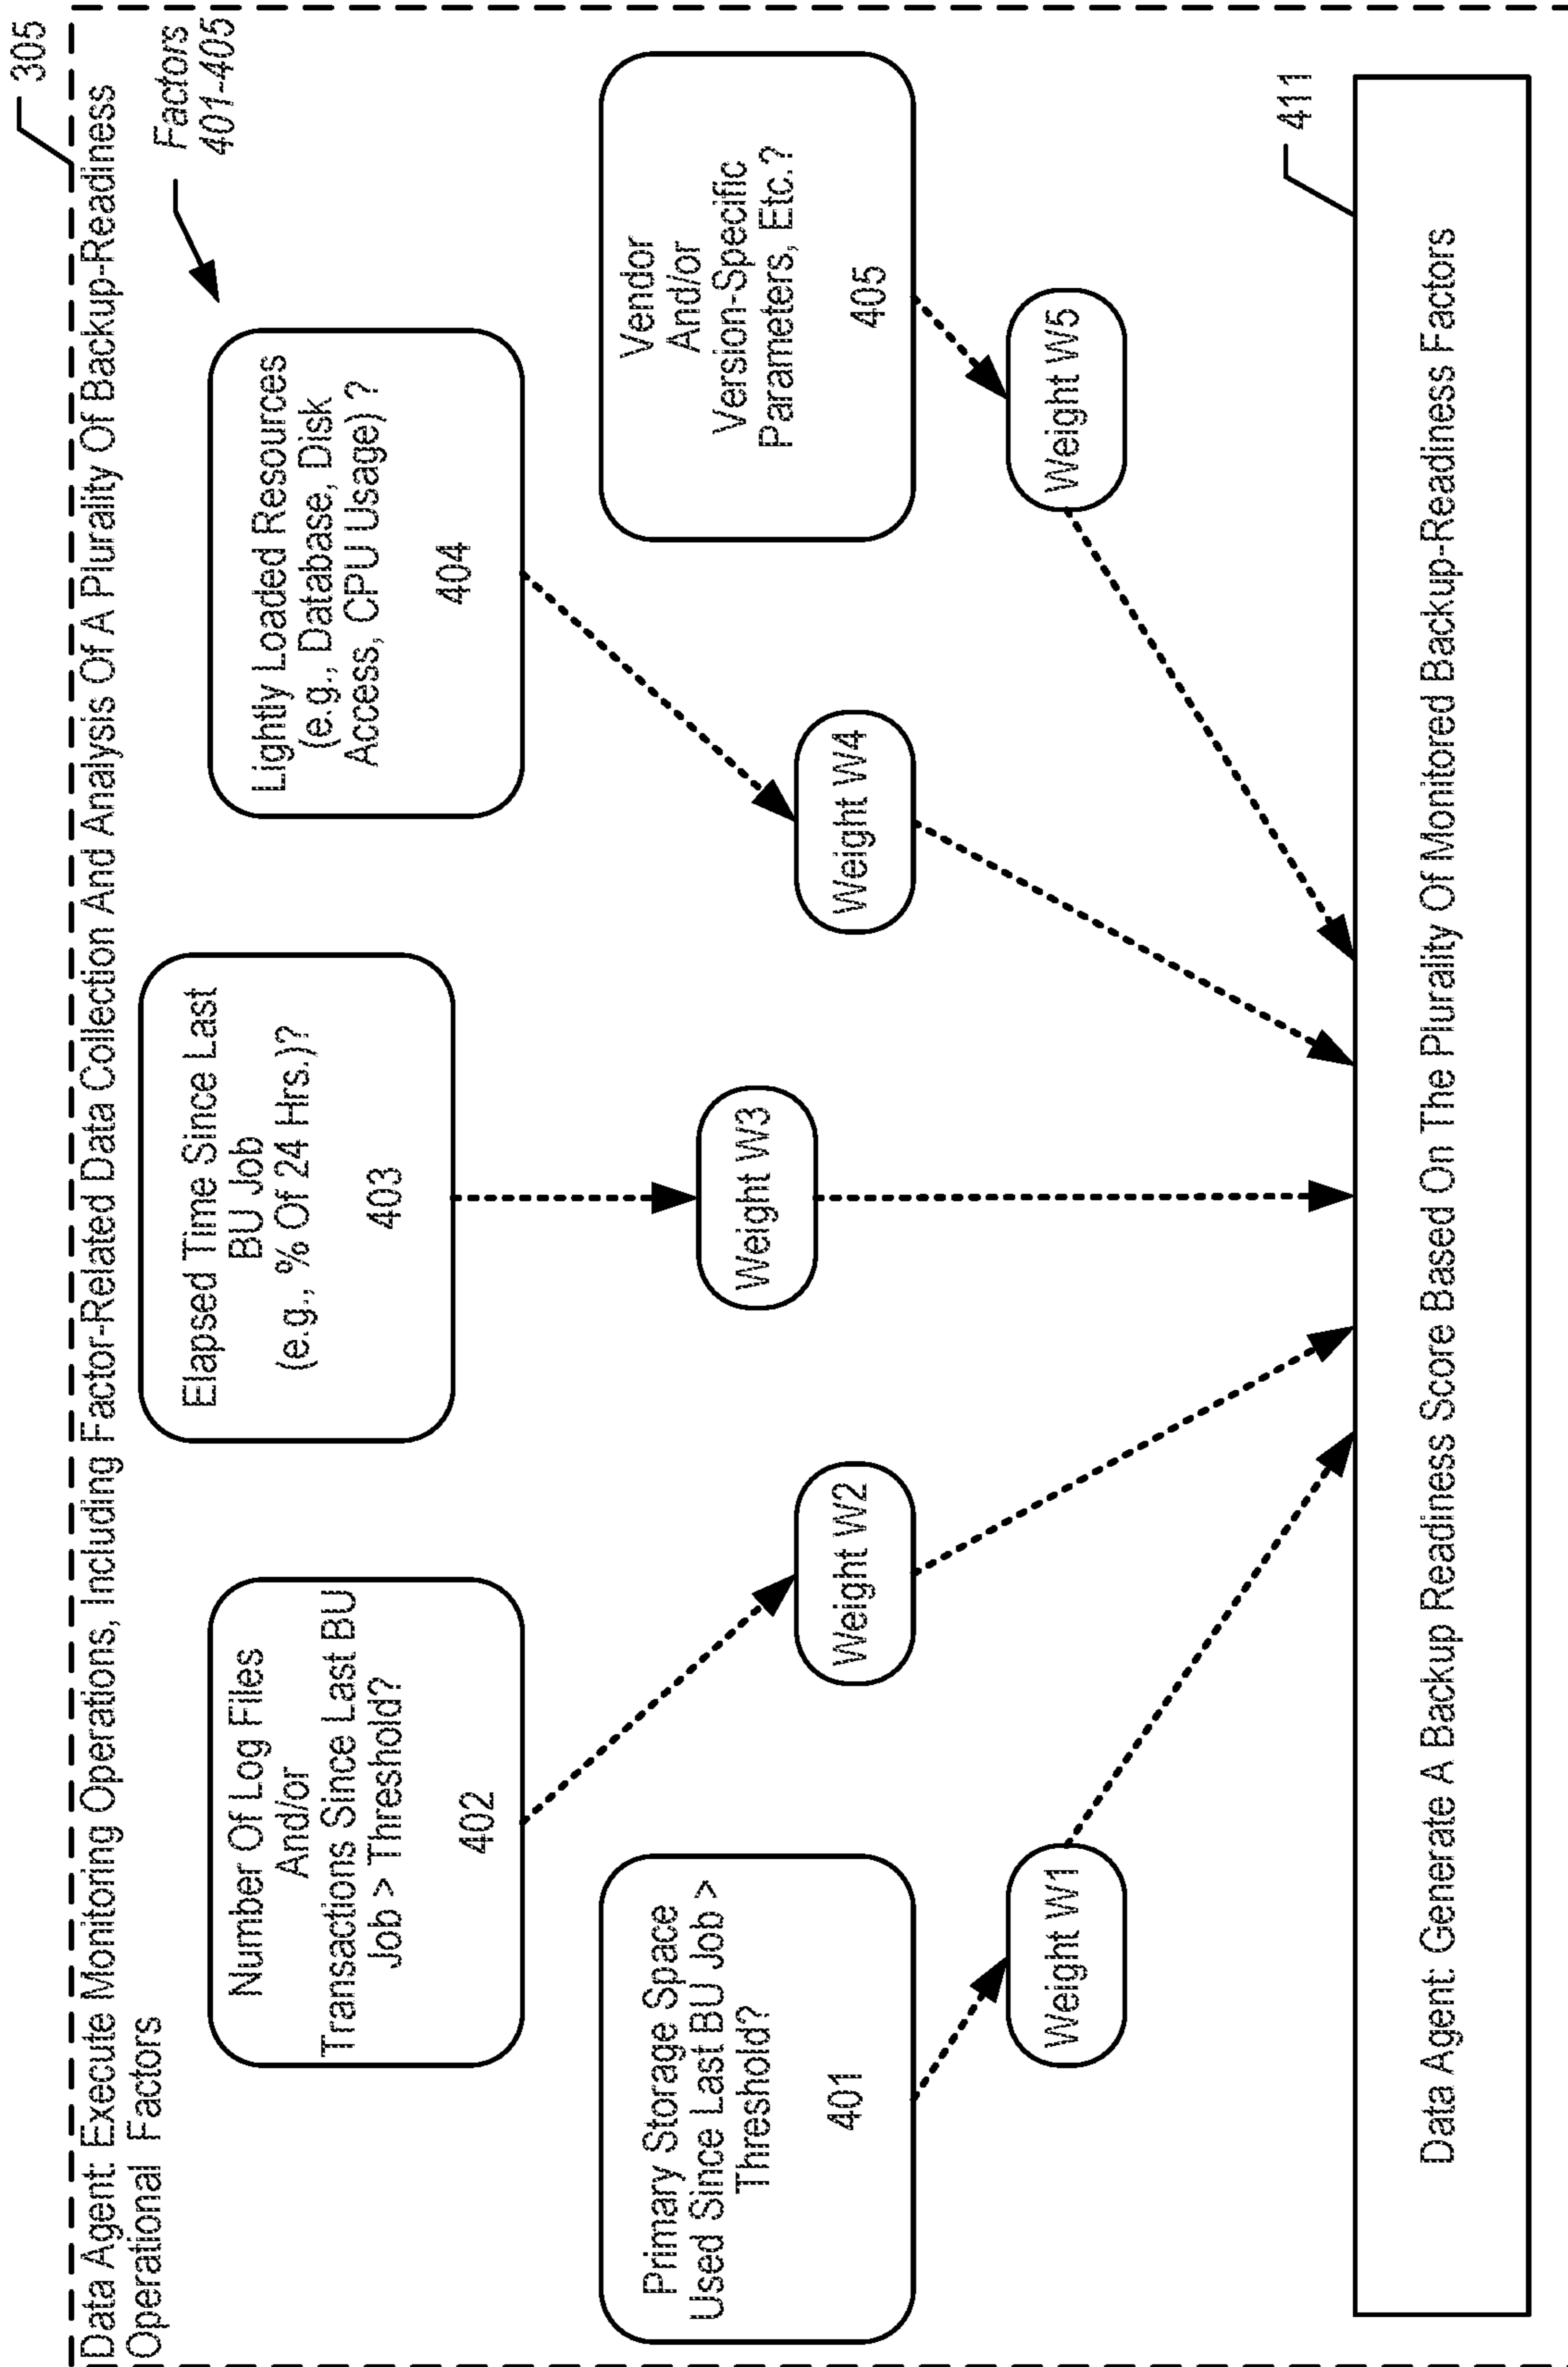 305
Data Agent: Execute Monitoring Operations, Including Factor-Related Data Collection And Analysis Of A Plurality Of Backup-Readiness
Operational Factors
Factors
401-405
Primary Storage Space
Used Since Last BU Job >
Threshold?
401
Number Of Log Files
And/or
Transactions Since Last BU
Job > Threshold?
402
Elapsed Time Since Last
BU Job
(e.g., % Of 24 Hrs.)?
403
Lightly Loaded Resources
(e.g., Database, Disk
Access, CPU Usage) ?
404
Vendor
And/or
Version-Specific
Parameters, Etc.?
405
Weight W1
Weight W2
Weight W3
Weight W4
Weight W5
411
Data Agent: Generate A Backup Readiness Score Based On The Plurality Of Monitored Backup-Readiness Factors